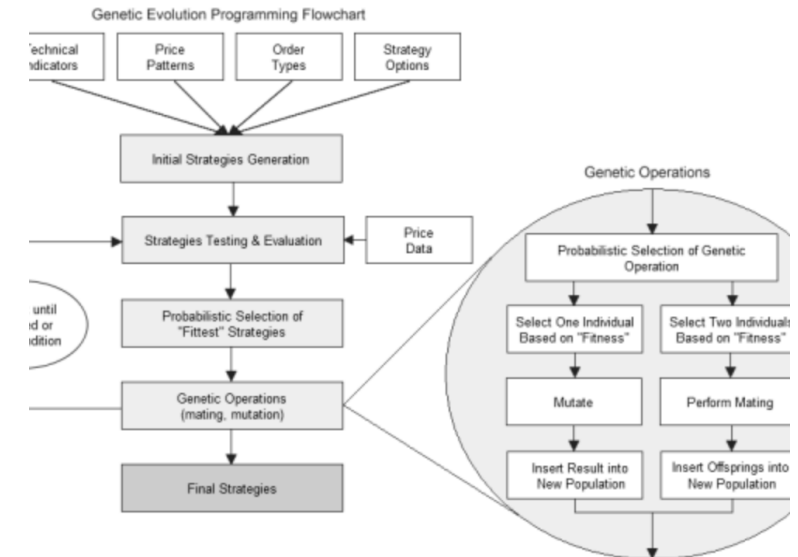 Genetic Evolution Programming Flowchart
Price
Patterns
Order
Types
Strategy
Options
Initial Strategies Generation
Strategies Testing & Evaluation
Price
Data
until
or
Probabilistic Selection of
"Fittest" Strategies
Genetic Operations
(mating, mutation)
Final Strategies
Genetic Operations
Probabilistic Selection of Genetic
Operation
Select One Individual
Based on "Fitness"
Select Two Individuals
Based on "Fitness"
Mutate
Perform Mating
Insert Result into
New Population
Insert Offsprings into
New Population